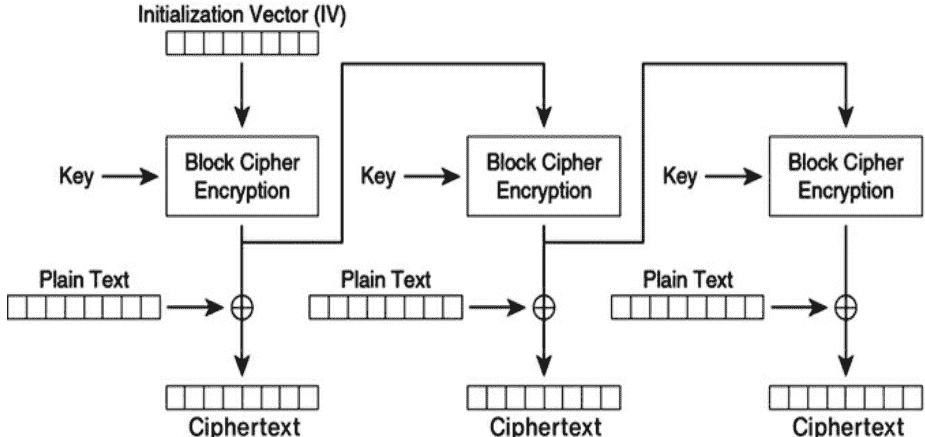 Initialization Vector (IV)
Key
Block Cipher
Encryption
Key
Block Cipher
Encryption
Key
Block Cipher
Encryption
Plain Text
Plain Text
Plain Text
Ciphertext
Ciphertext
Ciphertext